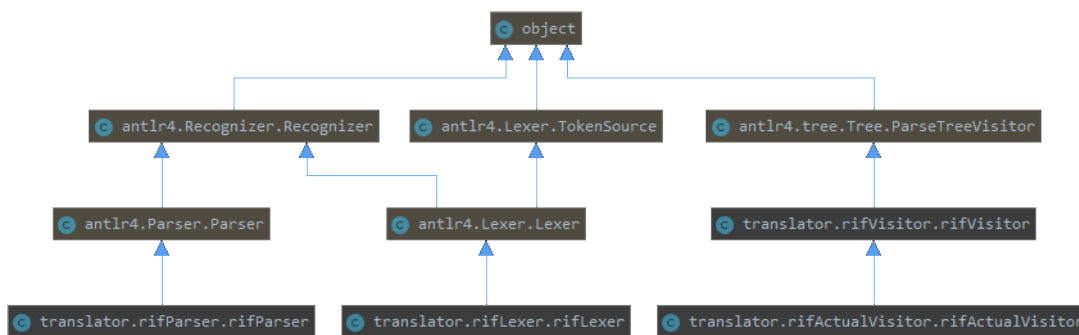 object
antlr4.Recognizer.Recognizer
antlr4.Lexer.TokenSource
antlr4.tree.Tree.ParseTreeVisitor
antlr4.Parser.Parser
antlr4.Lexer.Lexer
translator.rifVisitor.rifVisitor
translator.rifParser.rifParser
translator.rifLexer.rifLexer
translator.rifActualVisitor.rifActualVisitor